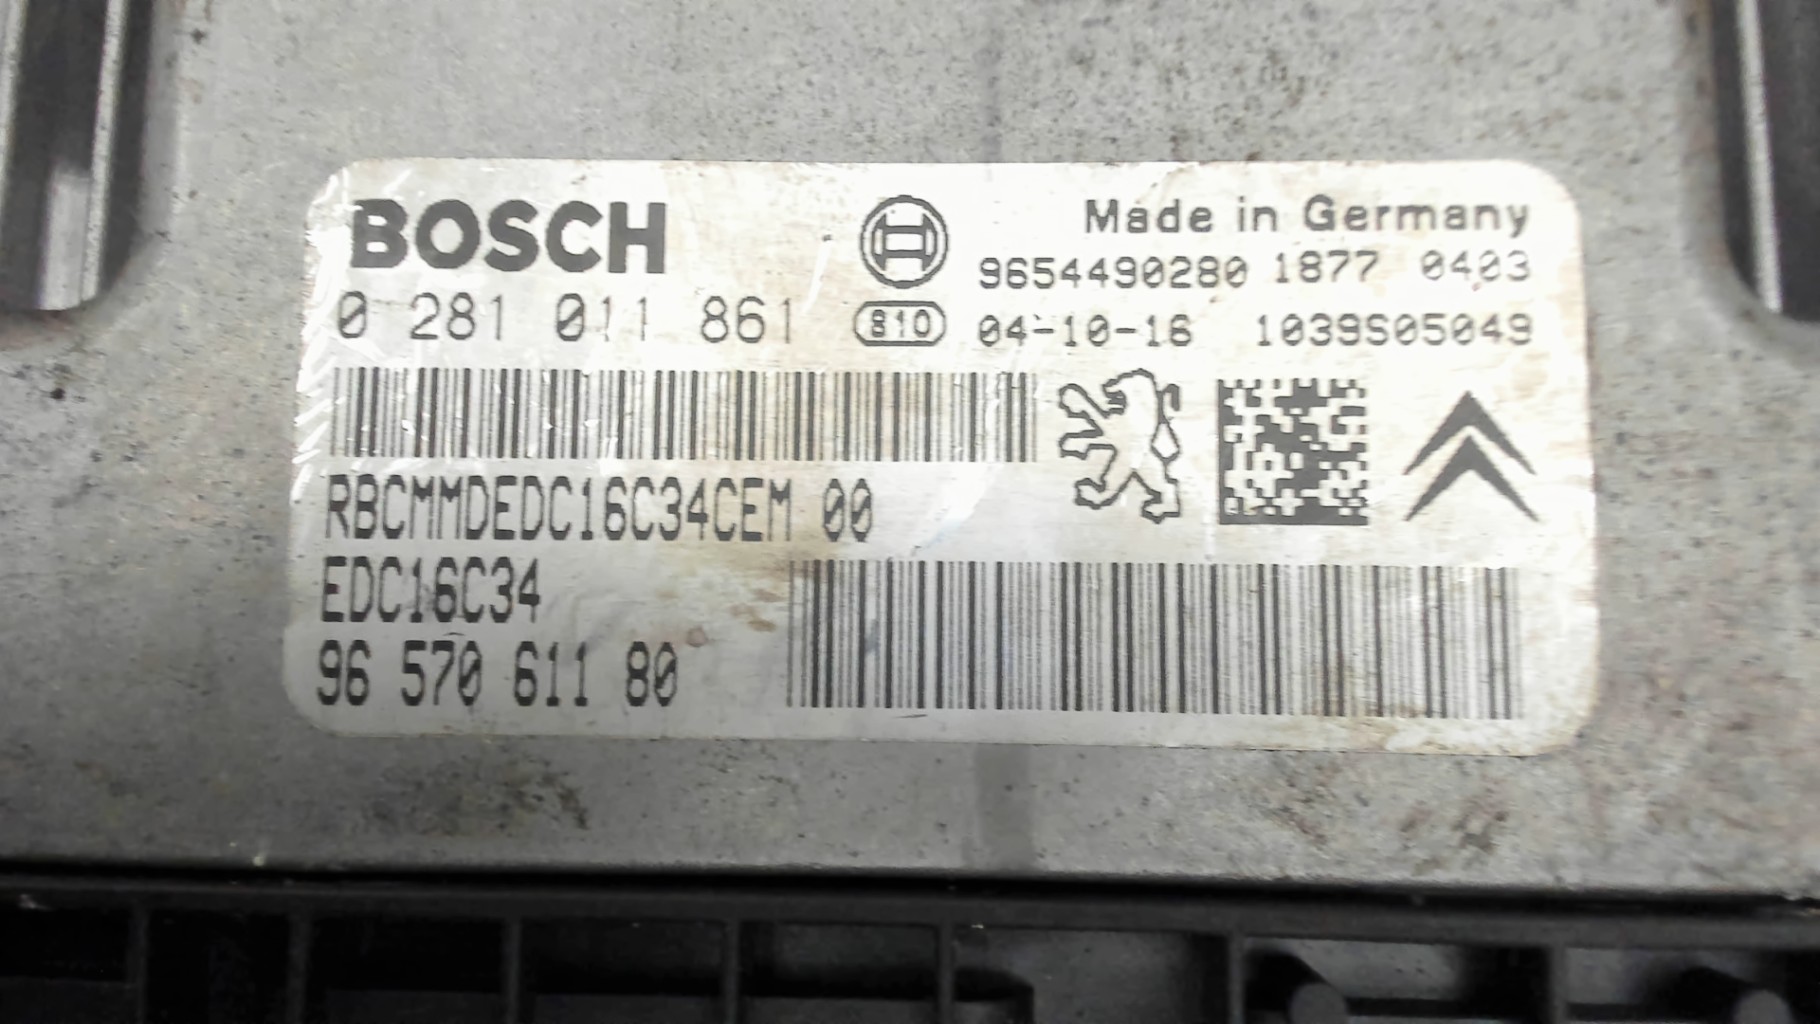 BOSCH
Made in Germany
9654490280 1877 0403
0 281 011 861
810
04-10-16 1039S05049
RBCMMDEDC16C34CEM 00
EDC16C34
96 570 611 80